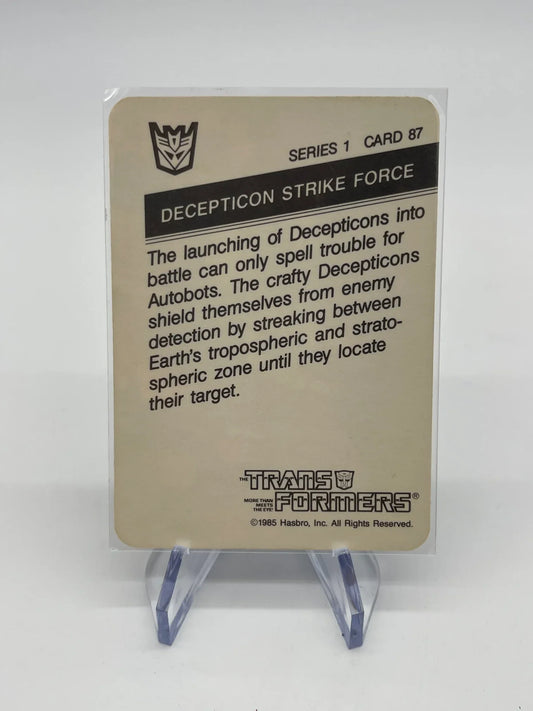 SERIES 1 CARD 87
DECEPTICON STRIKE FORCE
The launching of Decepticons into
battle can only spell trouble for
Autobots. The crafty Decepticons
shield themselves from enemy
detection by streaking between
Earth's tropospheric and strato-
spheric zone until they locate
their target.
THE TRANSFORMERS®
MORE THAN
MEETS
THE EYE!
©1985 Hasbro, Inc. All Rights Reserved.